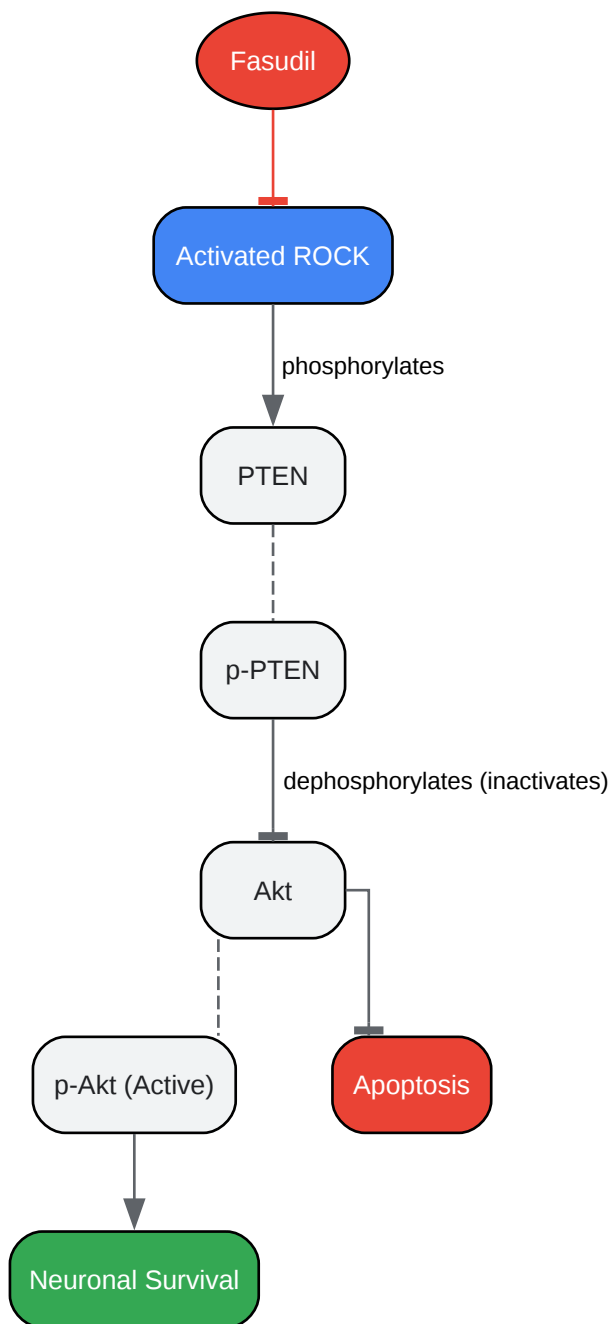 Fasudil
Activated ROCK
phosphorylates
PTEN
p-PTEN
dephosphorylates (inactivates)
Akt
p-Akt (Active)
Apoptosis
Neuronal Survival